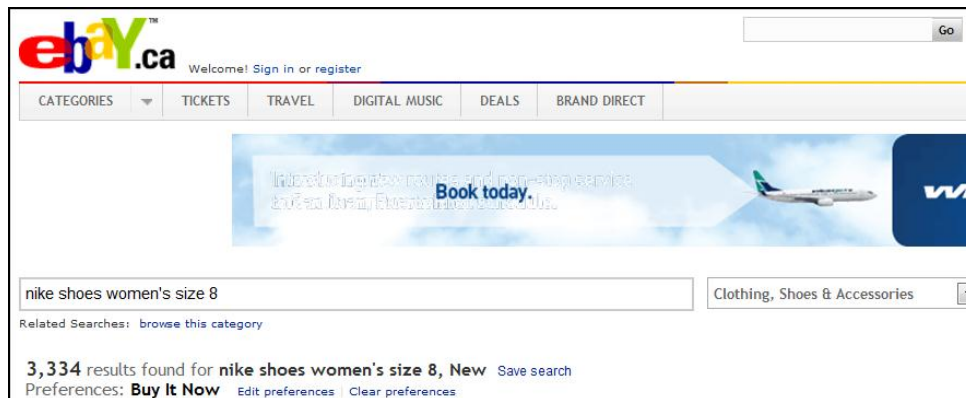 ebay.ca™
Go
Welcome! Sign in or register
CATEGORIES TICKETS TRAVEL DIGITAL MUSIC DEALS BRAND DIRECT
Book today.
nike shoes women's size 8
Clothing, Shoes & Accessories
Related Searches: browse this category
3,334 results found for nike shoes women's size 8, New Save search
Preferences: Buy It Now Edit preferences | Clear preferences